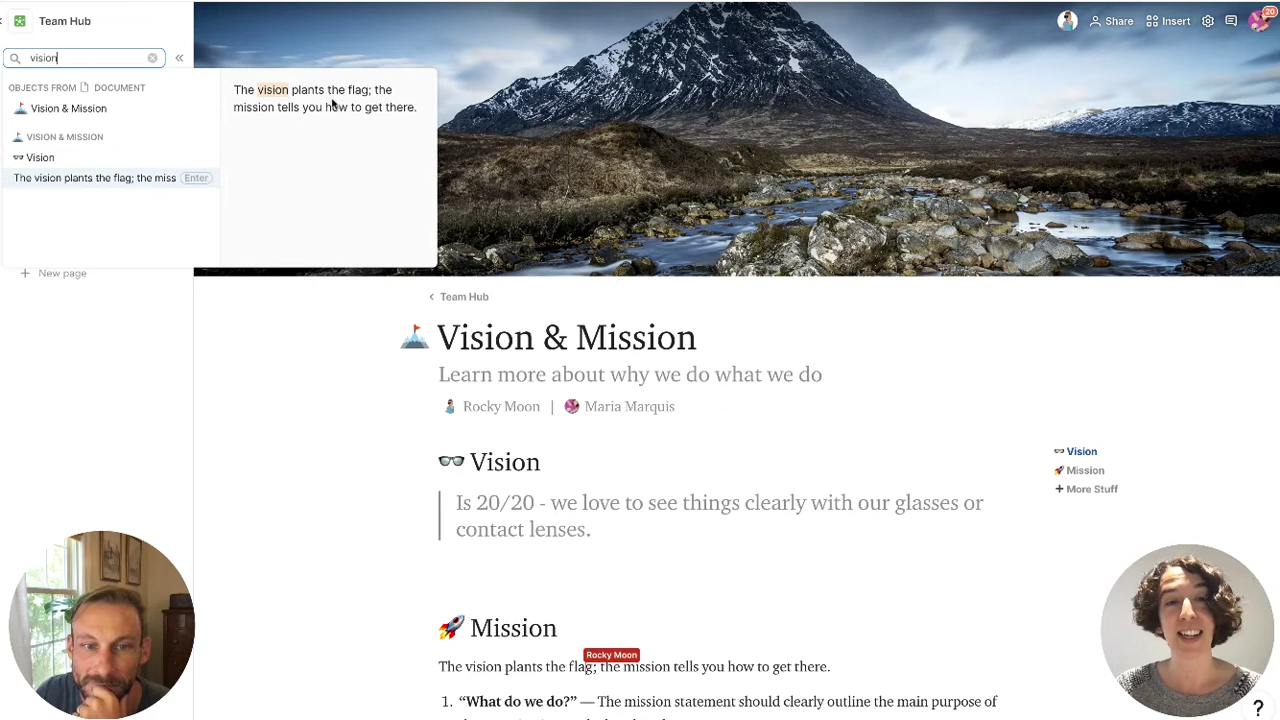 Team Hub
Share
Insert
20
vision
OBJECTS FROM DOCUMENT
Vision & Mission
VISION & MISSION
Vision
The vision plants the flag; the miss Enter
The vision plants the flag; the
mission tells you how to get there.
New page
Team Hub
Vision & Mission
Learn more about why we do what we do
Rocky Moon | Maria Marquis
Vision
Is 20/20 - we love to see things clearly with our glasses or
contact lenses.
Vision
Mission
More Stuff
Mission
Rocky Moon
The vision plants the flag; the mission tells you how to get there.
1. “What do we do?” — The mission statement should clearly outline the main purpose of
?